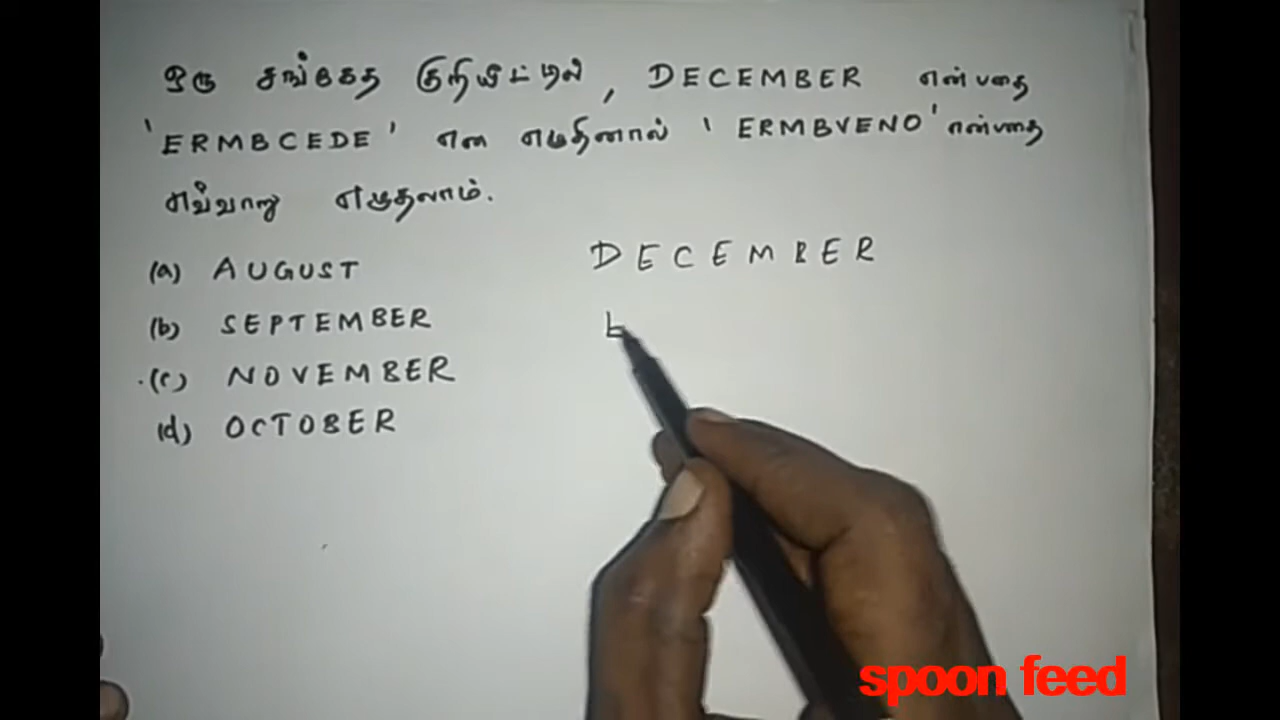 ஒரு சங்கேத குறியீட்டில், DECEMBER என்பதை
'ERMBCEDE' என எழுதினால் 'ERMBVENO' என்பதை
எவ்வாறு எழுதலாம்.
(a) AUGUST
(b) SEPTEMBER
(c) NOVEMBER
(d) OCTOBER
DECEMBER
E
spoon feed